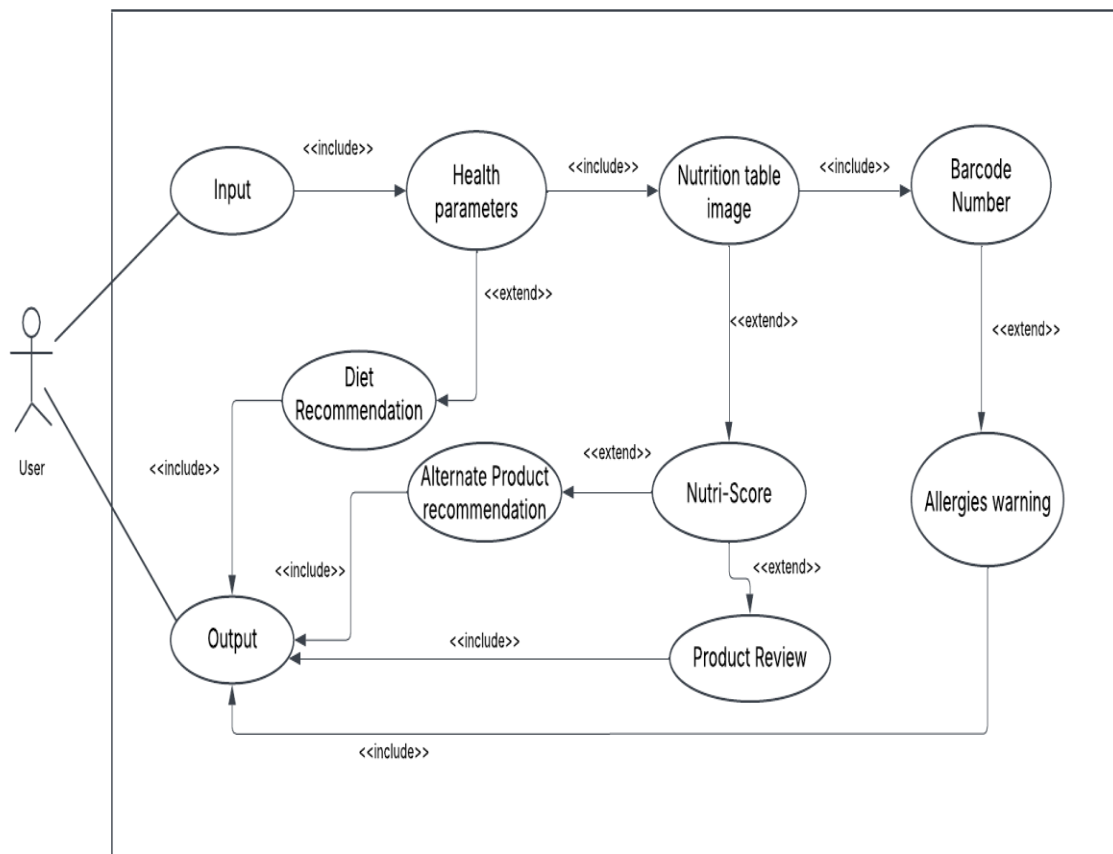 <<include>>
<<include>>
<<include>>
Input
Health
parameters
Nutrition table
image
Barcode
Number
<<extend>>
<<extend>>
<<extend>>
User
Diet
Recommendation
<<include>>
<<extend>>
Alternate Product
recommendation
Nutri-Score
Allergies warning
<<include>>
<<extend>>
Output
<<include>>
Product Review
<<include>>